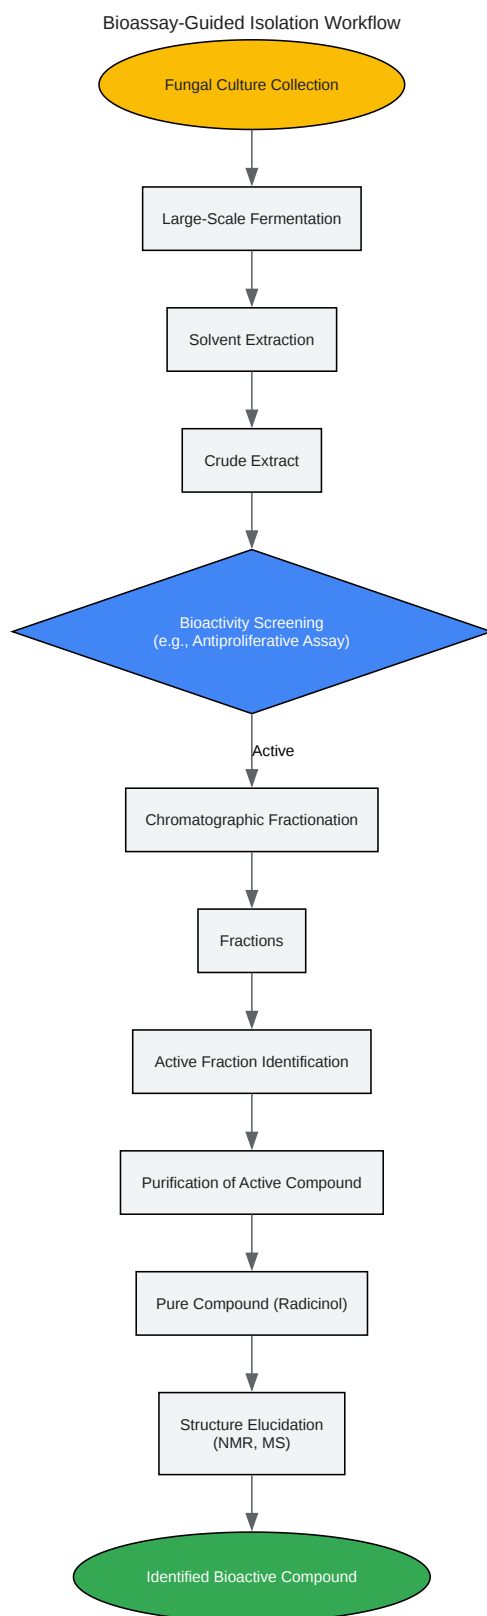 Bioassay-Guided Isolation Workflow
Fungal Culture Collection
Large-Scale Fermentation
Solvent Extraction
Crude Extract
Bioactivity Screening
(e.g., Antiproliferative Assay)
Active
Chromatographic Fractionation
Fractions
Active Fraction Identification
Purification of Active Compound
Pure Compound (Radicinol)
Structure Elucidation
(NMR, MS)
Identified Bioactive Compound